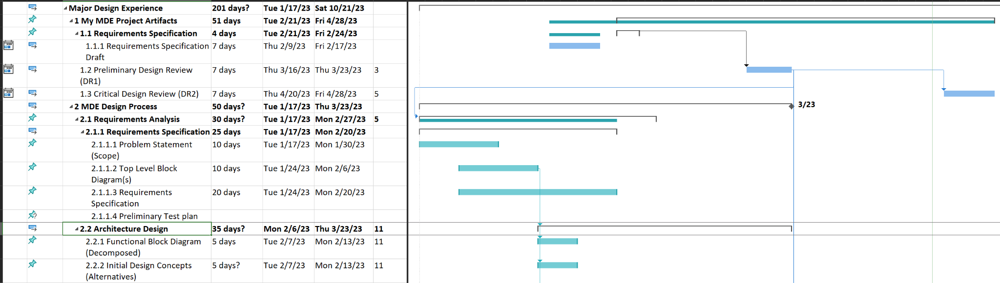 Major Design Experience 201 days? Tue 1/17/23 Sat 10/21/23
1 My MDE Project Artifacts 51 days Tue 2/21/23 Fri 4/28/23
1.1 Requirements Specification 4 days Tue 2/21/23 Fri 2/24/23
1.1.1 Requirements Specification 7 days Thu 2/9/23 Fri 2/17/23
Draft
1.2 Preliminary Design Review 7 days Thu 3/16/23 Thu 3/23/23 3
(DR1)
1.3 Critical Design Review (DR2) 7 days Thu 4/20/23 Fri 4/28/23 5
2 MDE Design Process 50 days? Tue 1/17/23 Thu 3/23/23 3/23
2.1 Requirements Analysis 30 days? Tue 1/17/23 Mon 2/27/23 5
2.1.1 Requirements Specification 25 days Tue 1/17/23 Mon 2/20/23
2.1.1.1 Problem Statement 10 days Tue 1/17/23 Mon 1/30/23
(Scope)
2.1.1.2 Top Level Block 10 days Tue 1/24/23 Mon 2/6/23
Diagram(s)
2.1.1.3 Requirements 20 days Tue 1/24/23 Mon 2/20/23
Specification
2.1.1.4 Preliminary Test plan
2.2 Architecture Design 35 days? Mon 2/6/23 Thu 3/23/23 11
2.2.1 Functional Block Diagram 5 days Tue 2/7/23 Mon 2/13/23 11
(Decomposed)
2.2.2 Initial Design Concepts 5 days? Tue 2/7/23 Mon 2/13/23 11
(Alternatives)